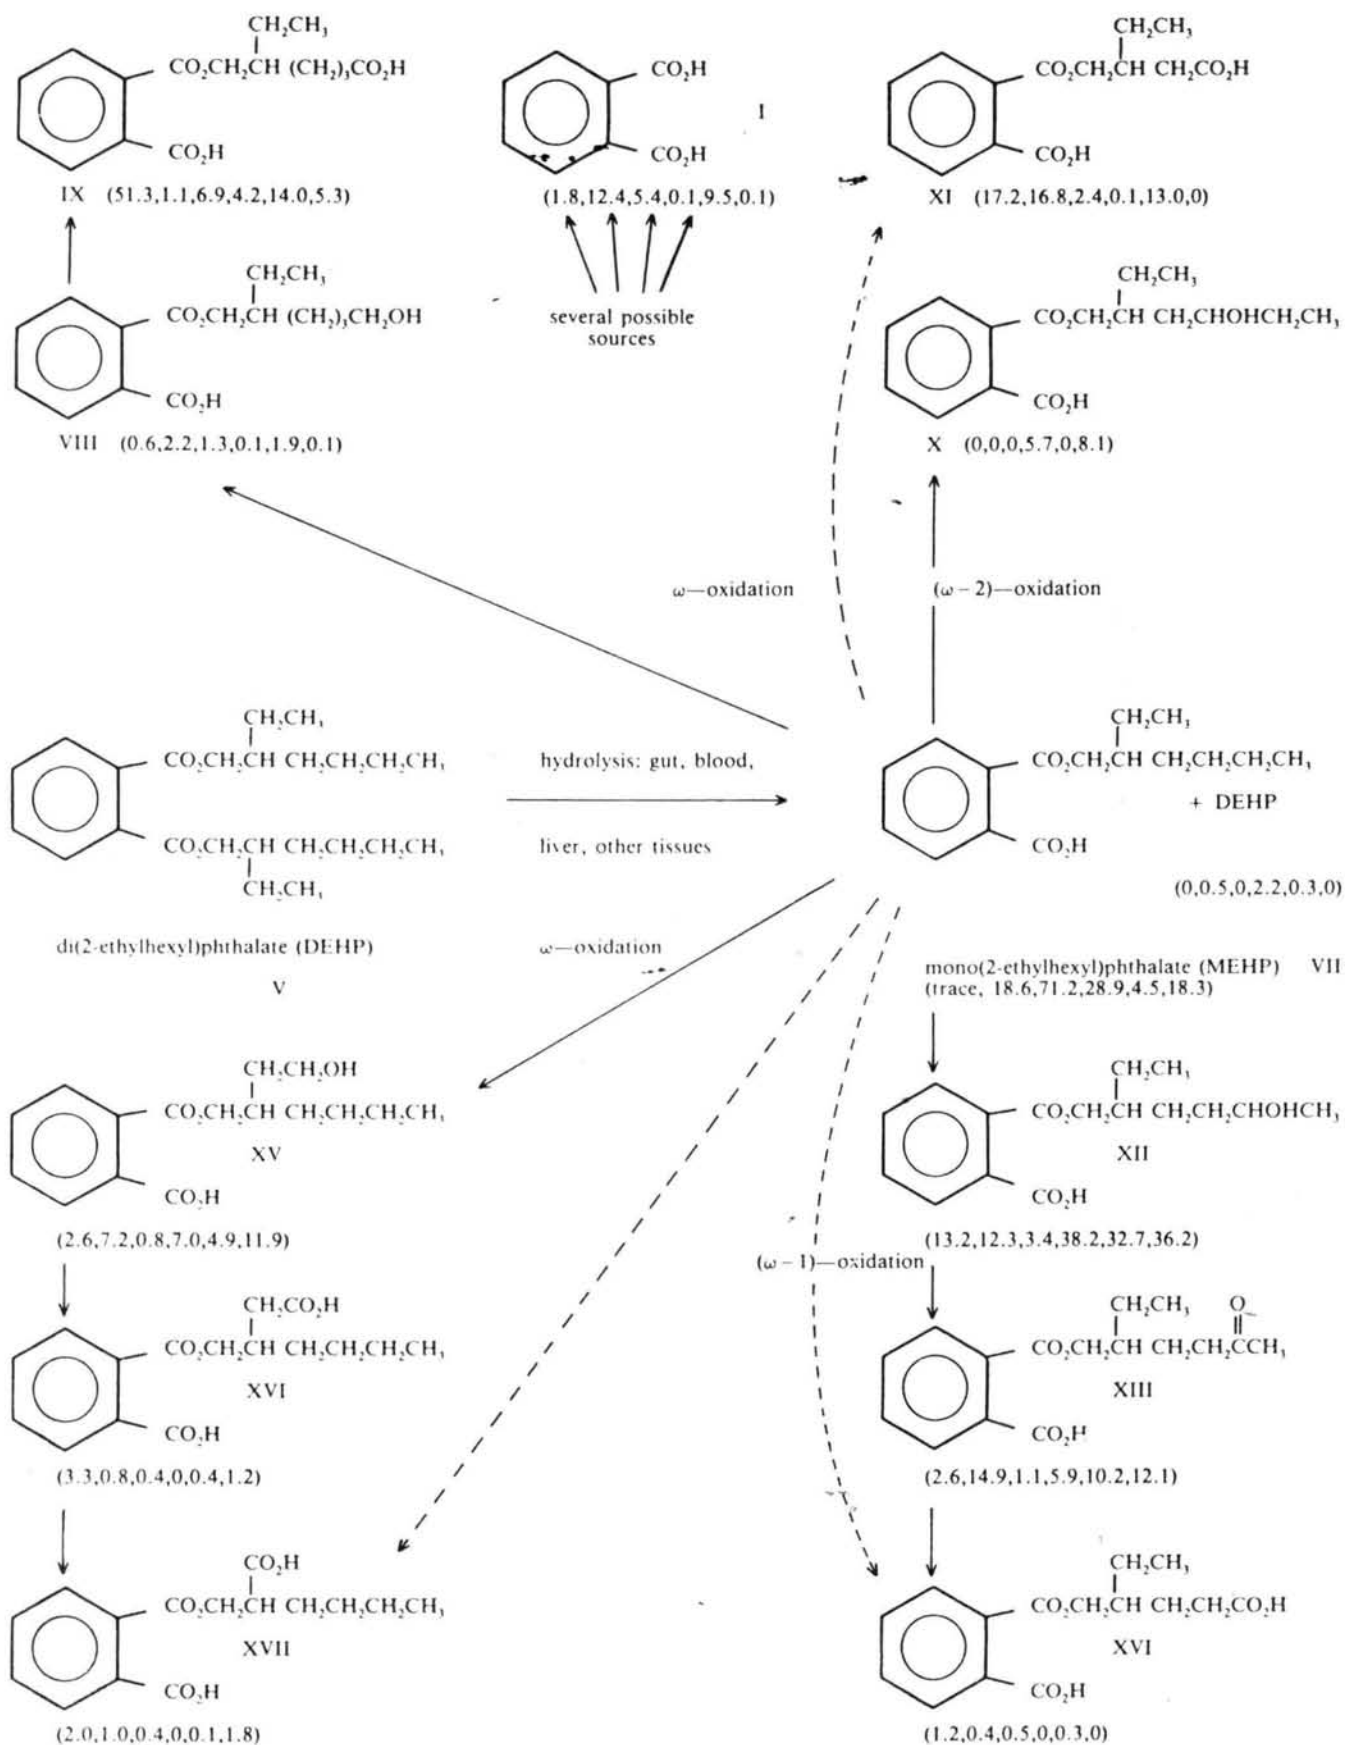 CH₂CH₃
CO₂CH₂CH (CH₂)₃CO₂H
CO₂H
IX (51.3,1.1,6.9,4.2,14.0,5.3)
CO₂H
I
CO₂H
(1.8,12.4,5.4,0.1,9.5,0.1)
several possible
sources
CH₂CH₃
CO₂CH₂CH CH₂CO₂H
CO₂H
XI (17.2,16.8,2.4,0.1,13.0,0)
CH₂CH₃
CO₂CH₂CH (CH₂)₃CH₂OH
CO₂H
VIII (0.6,2.2,1.3,0.1,1.9,0.1)
CH₂CH₃
CO₂CH₂CH CH₂CHOHCH₂CH₃
CO₂H
X (0,0,0,5.7,0,8.1)
ω—oxidation
(ω – 2)—oxidation
CH₂CH₃
CO₂CH₂CH CH₂CH₂CH₂CH₃
CO₂CH₂CH CH₂CH₂CH₂CH₃
CH₂CH₃
di(2-ethylhexyl)phthalate (DEHP)
V
hydrolysis: gut, blood,
liver, other tissues
CH₂CH₃
CO₂CH₂CH CH₂CH₂CH₂CH₃
+ DEHP
CO₂H
(0,0.5,0,2.2,0.3,0)
ω—oxidation
mono(2-ethylhexyl)phthalate (MEHP) VII
(trace, 18.6,71.2,28.9,4.5,18.3)
CH₂CH₂OH
CO₂CH₂CH CH₂CH₂CH₂CH₃
XV
CO₂H
(2.6,7.2,0.8,7.0,4.9,11.9)
CH₂CH₃
CO₂CH₂CH CH₂CH₂CHOHCH₃
XII
CO₂H
(13.2,12.3,3.4,38.2,32.7,36.2)
(ω – 1)—oxidation
CH₂CO₂H
CO₂CH₂CH CH₂CH₂CH₂CH₃
XVI
CO₂H
(3.3,0.8,0.4,0,0.4,1.2)
CH₂CH₃ O
CO₂CH₂CH CH₂CH₂CCH₃
XIII
CO₂H
(2.6,14.9,1.1,5.9,10.2,12.1)
CO₂H
CO₂CH₂CH CH₂CH₂CH₂CH₃
XVII
CO₂H
(2.0,1.0,0.4,0,0.1,1.8)
CH₂CH₃
CO₂CH₂CH CH₂CH₂CO₂H
XVI
CO₂H
(1.2,0.4,0.5,0,0.3,0)